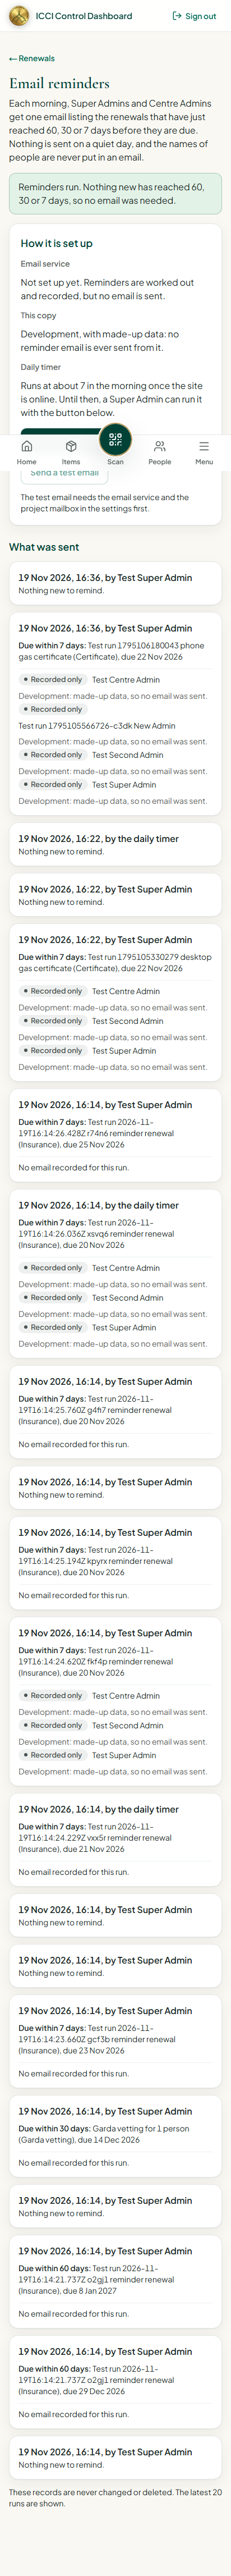 ICCI Control Dashboard
Sign out
← Renewals
Email reminders
Each morning, Super Admins and Centre Admins
get one email listing the renewals that have just
reached 60, 30 or 7 days before they are due.
Nothing is sent on a quiet day, and the names of
people are never put in an email.
Reminders run. Nothing new has reached 60,
30 or 7 days, so no email was needed.
How it is set up
Email service
Not set up yet. Reminders are worked out
and recorded, but no email is sent.
This copy
Development, with made-up data: no
reminder email is ever sent from it.
Daily timer
Runs at about 7 in the morning once the site
is online. Until then, a Super Admin can run it
with the button below.
Home
Items
Scan
People
Menu
Send a test email
The test email needs the email service and the
project mailbox in the settings first.
What was sent
19 Nov 2026, 16:36, by Test Super Admin
Nothing new to remind.
19 Nov 2026, 16:36, by Test Super Admin
Due within 7 days: Test run 1795106180043 phone
gas certificate (Certificate), due 22 Nov 2026
Recorded only Test Centre Admin
Development: made-up data, so no email was sent.
Recorded only
Test run 1795105566726-c3dk New Admin
Development: made-up data, so no email was sent.
Recorded only Test Second Admin
Development: made-up data, so no email was sent.
Recorded only Test Super Admin
Development: made-up data, so no email was sent.
19 Nov 2026, 16:22, by the daily timer
Nothing new to remind.
19 Nov 2026, 16:22, by Test Super Admin
Nothing new to remind.
19 Nov 2026, 16:22, by Test Super Admin
Due within 7 days: Test run 1795105330279 desktop
gas certificate (Certificate), due 22 Nov 2026
Recorded only Test Centre Admin
Development: made-up data, so no email was sent.
Recorded only Test Second Admin
Development: made-up data, so no email was sent.
Recorded only Test Super Admin
Development: made-up data, so no email was sent.
19 Nov 2026, 16:14, by Test Super Admin
Due within 7 days: Test run 2026-11-
19T16:14:26.428Z r74n6 reminder renewal
(Insurance), due 25 Nov 2026
No email recorded for this run.
19 Nov 2026, 16:14, by the daily timer
Due within 7 days: Test run 2026-11-
19T16:14:26.036Z xsvq6 reminder renewal
(Insurance), due 20 Nov 2026
Recorded only Test Centre Admin
Development: made-up data, so no email was sent.
Recorded only Test Second Admin
Development: made-up data, so no email was sent.
Recorded only Test Super Admin
Development: made-up data, so no email was sent.
19 Nov 2026, 16:14, by Test Super Admin
Due within 7 days: Test run 2026-11-
19T16:14:25.760Z g4fi7 reminder renewal
(Insurance), due 20 Nov 2026
No email recorded for this run.
19 Nov 2026, 16:14, by Test Super Admin
Nothing new to remind.
19 Nov 2026, 16:14, by Test Super Admin
Due within 7 days: Test run 2026-11-
19T16:14:25.194Z kpyrx reminder renewal
(Insurance), due 20 Nov 2026
No email recorded for this run.
19 Nov 2026, 16:14, by Test Super Admin
Due within 7 days: Test run 2026-11-
19T16:14:24.620Z fkf4p reminder renewal
(Insurance), due 20 Nov 2026
Recorded only Test Centre Admin
Development: made-up data, so no email was sent.
Recorded only Test Second Admin
Development: made-up data, so no email was sent.
Recorded only Test Super Admin
Development: made-up data, so no email was sent.
19 Nov 2026, 16:14, by the daily timer
Due within 7 days: Test run 2026-11-
19T16:14:24.229Z vxx5r reminder renewal
(Insurance), due 21 Nov 2026
No email recorded for this run.
19 Nov 2026, 16:14, by Test Super Admin
Nothing new to remind.
19 Nov 2026, 16:14, by Test Super Admin
Nothing new to remind.
19 Nov 2026, 16:14, by Test Super Admin
Due within 7 days: Test run 2026-11-
19T16:14:23.660Z gcf3b reminder renewal
(Insurance), due 23 Nov 2026
No email recorded for this run.
19 Nov 2026, 16:14, by Test Super Admin
Due within 30 days: Garda vetting for 1 person
(Garda vetting), due 14 Dec 2026
No email recorded for this run.
19 Nov 2026, 16:14, by Test Super Admin
Nothing new to remind.
19 Nov 2026, 16:14, by Test Super Admin
Due within 60 days: Test run 2026-11-
19T16:14:21.737Z o2gj1 reminder renewal
(Insurance), due 8 Jan 2027
No email recorded for this run.
19 Nov 2026, 16:14, by Test Super Admin
Due within 60 days: Test run 2026-11-
19T16:14:21.737Z o2gj1 reminder renewal
(Insurance), due 29 Dec 2026
No email recorded for this run.
19 Nov 2026, 16:14, by Test Super Admin
Nothing new to remind.
These records are never changed or deleted. The latest 20
runs are shown.